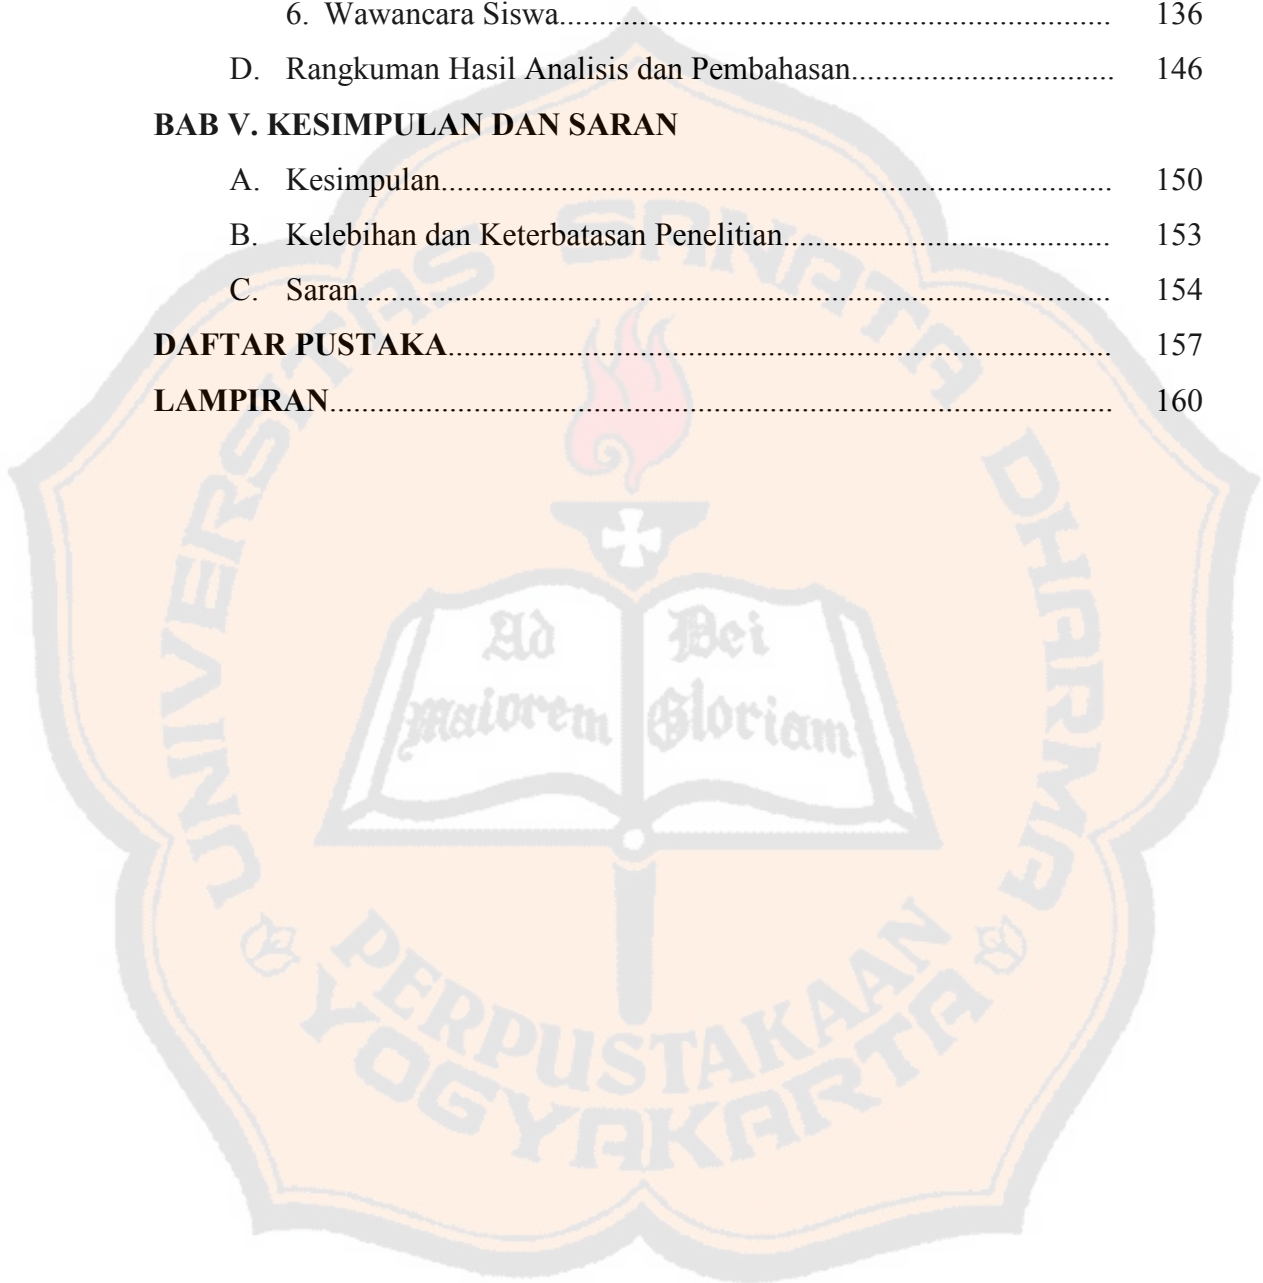 6. Wawancara Siswa..................................................................... 136
D. Rangkuman Hasil Analisis dan Pembahasan................................. 146
BAB V. KESIMPULAN DAN SARAN
A. Kesimpulan.................................................................................... 150
B. Kelebihan dan Keterbatasan Penelitian......................................... 153
C. Saran.............................................................................................. 154
DAFTAR PUSTAKA................................................................................... 157
LAMPIRAN.................................................................................................. 160
UNIVERSITAS SANATA DHARMA
Ad
maiorem
Dei
Gloriam
PERPUSTAKAAN
YOGYAKARTA